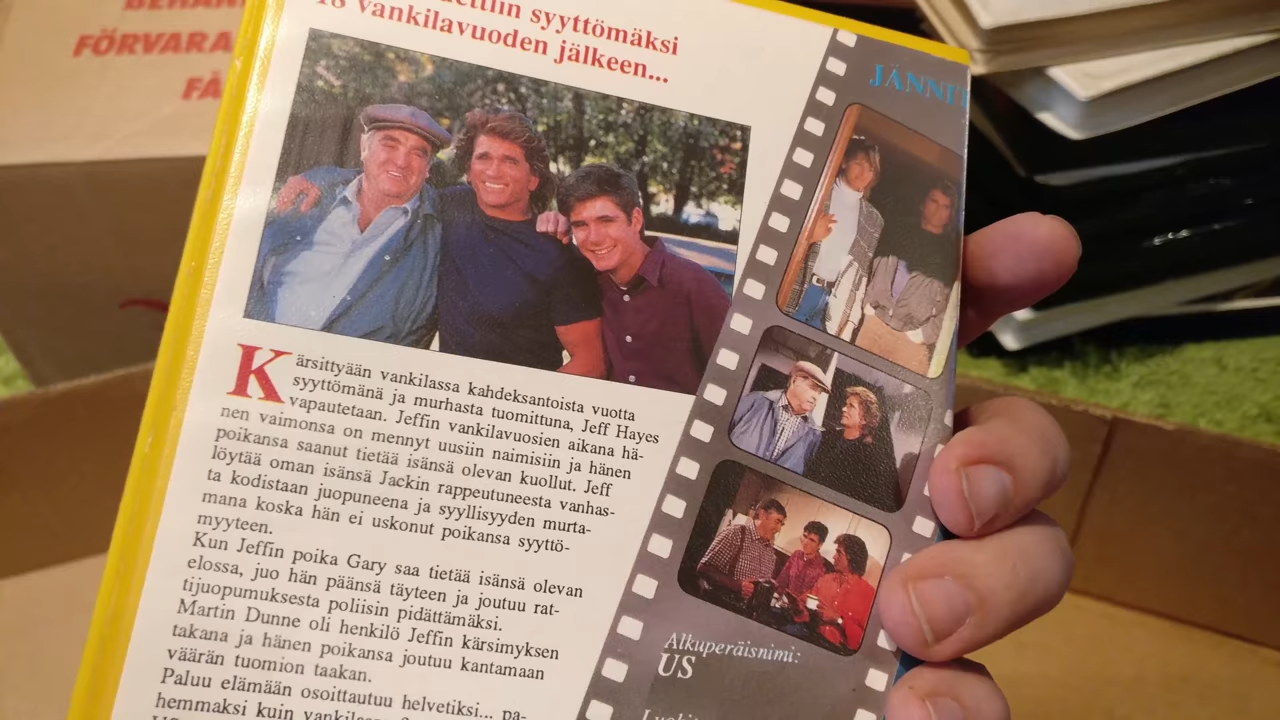 FÖRVARA
FÅ
syyttömäksi
18 vankilavuoden jälkeen...
JÄNNI
Kärsittyään vankilassa kahdeksantoista vuotta
syyttömänä ja murhasta tuomittuna, Jeff Hayes
vapautetaan. Jeffin vankilavuosien aikana hä-
nen vaimonsa on mennyt uusiin naimisiin ja hänen
poikansa saanut tietää isänsä olevan kuollut. Jeff
löytää oman isänsä Jackin rappeutuneesta vanhas-
ta kodistaan juopuneena ja syyllisyyden murta-
mana koska hän ei uskonut poikansa syyttö-
myyteen.
Kun Jeffin poika Gary saa tietää isänsä olevan
elossa, juo hän päänsä täyteen ja joutuu rat-
tijuopumuksesta poliisin pidättämäksi.
Martin Dunne oli henkilö Jeffin kärsimyksen
takana ja hänen poikansa joutuu kantamaan
väärän tuomion taakan.
Paluu elämään osoittautui helvetiksi... pa-
hemmaksi kuin
Alkuperäisnimi:
US